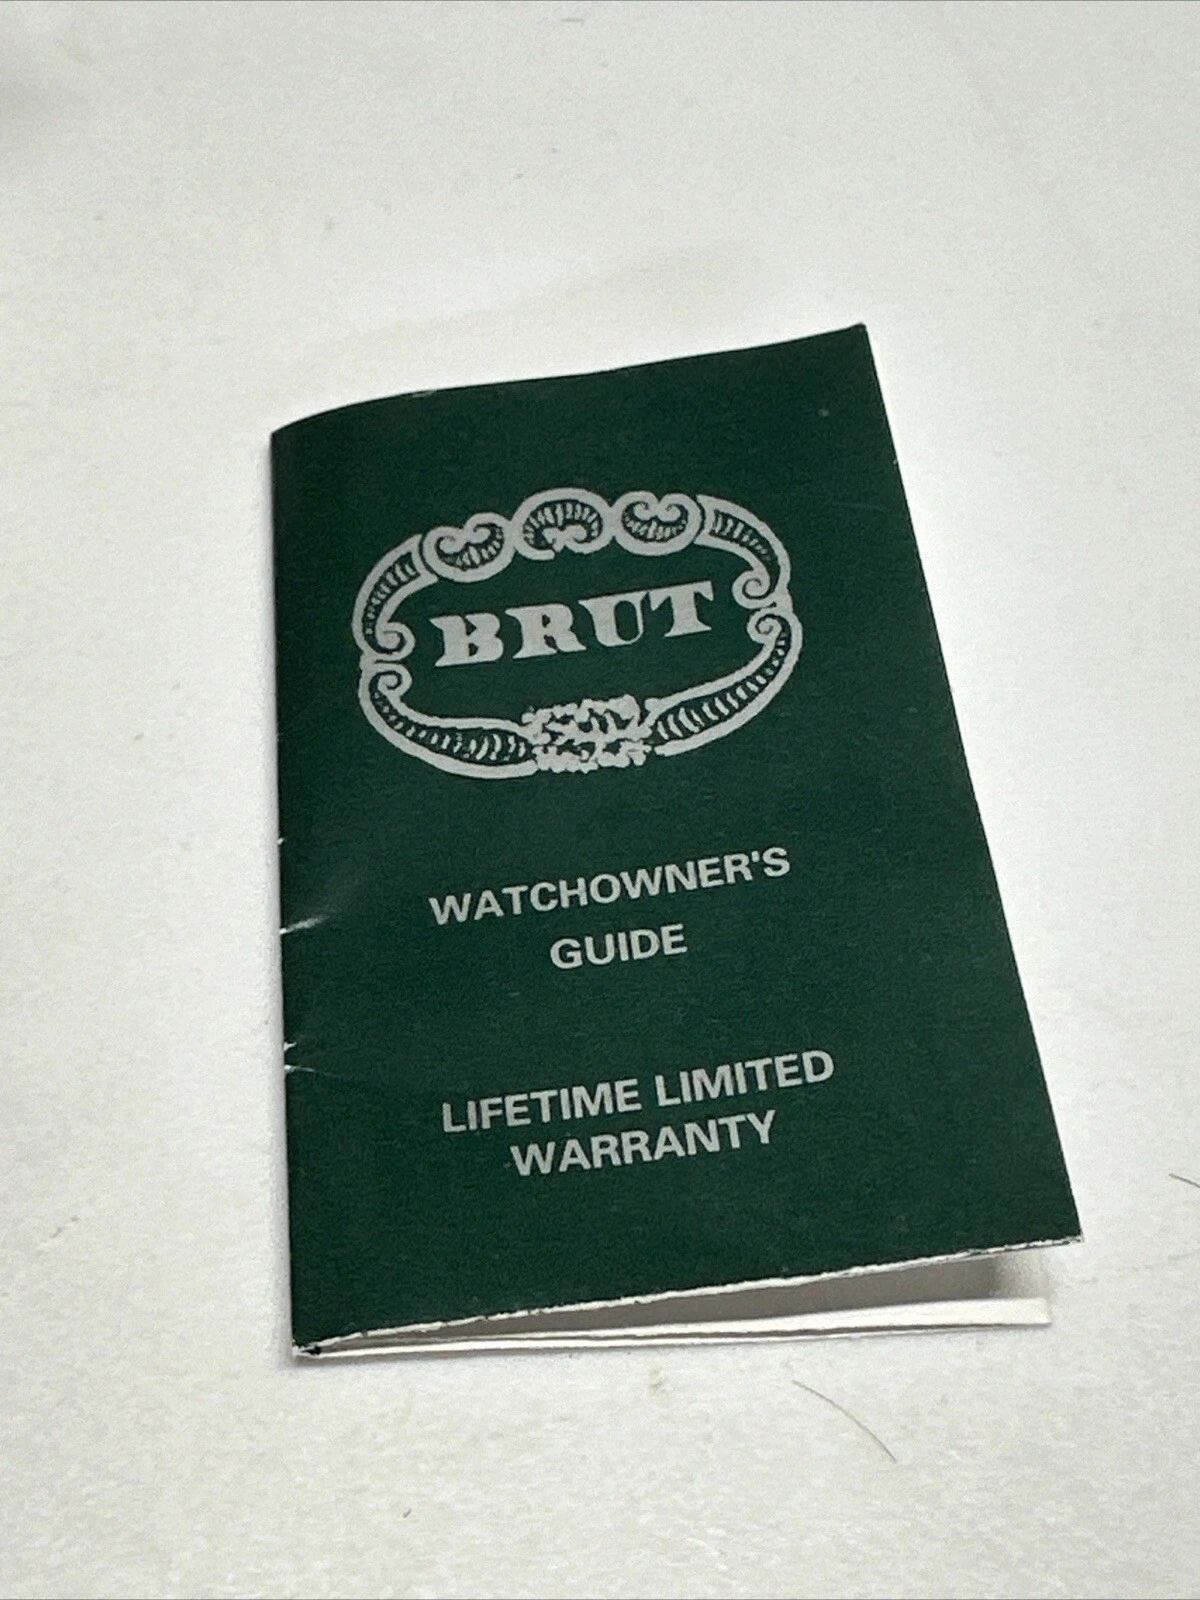 BRUT
WATCHOWNER'S
GUIDE
LIFETIME LIMITED
WARRANTY